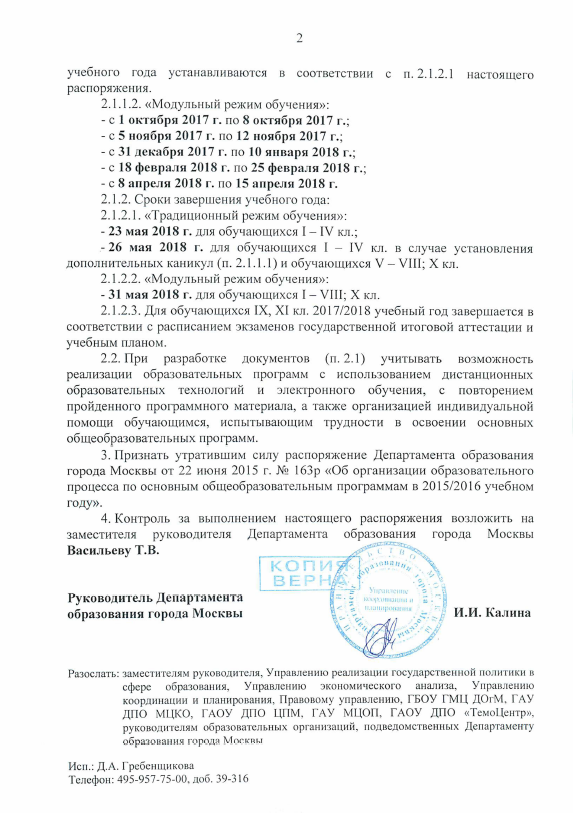 2
учебного года устанавливаются в соответствии с п. 2.1.2.1 настоящего
распоряжения.
2.1.1.2. «Модульный режим обучения»:
- с 1 октября 2017 г. по 8 октября 2017 г.;
- с 5 ноября 2017 г. по 12 ноября 2017 г.;
- с 31 декабря 2017 г. по 10 января 2018 г.;
- с 18 февраля 2018 г. по 25 февраля 2018 г.;
- с 8 апреля 2018 г. по 15 апреля 2018 г.
2.1.2. Сроки завершения учебного года:
2.1.2.1. «Традиционный режим обучения»:
- 23 мая 2018 г. для обучающихся I – IV кл.;
- 26 мая 2018 г. для обучающихся I – IV кл. в случае установления
дополнительных каникул (п. 2.1.1.1) и обучающихся V – VIII; X кл.
2.1.2.2. «Модульный режим обучения»:
- 31 мая 2018 г. для обучающихся I – VIII; X кл.
2.1.2.3. Для обучающихся IX, XI кл. 2017/2018 учебный год завершается в
соответствии с расписанием экзаменов государственной итоговой аттестации и
учебным планом.
2.2. При разработке документов (п. 2.1) учитывать возможность
реализации образовательных программ с использованием дистанционных
образовательных технологий и электронного обучения, с повторением
пройденного программного материала, а также организацией индивидуальной
помощи обучающимся, испытывающим трудности в освоении основных
общеобразовательных программ.
3. Признать утратившим силу распоряжение Департамента образования
города Москвы от 22 июня 2015 г. № 163р «Об организации образовательного
процесса по основным общеобразовательным программам в 2015/2016 учебном
году».
4. Контроль за выполнением настоящего распоряжения возложить на
заместителя руководителя Департамента образования города Москвы
Васильеву Т.В.
КОПИЯ
ВЕРНА
Управление
координации и
планирования
Руководитель Департамента
образования города Москвы
И.И. Калина
Разослать: заместителям руководителя, Управлению реализации государственной политики в
сфере образования, Управлению экономического анализа, Управлению
координации и планирования, Правовому управлению, ГБОУ ГМЦ ДОгМ, ГАУ
ДПО МЦКО, ГАОУ ДПО ЦПМ, ГАУ МЦОП, ГАОУ ДПО «ТемоЦентр»,
руководителям образовательных организаций, подведомственных Департаменту
образования города Москвы
Исп.: Д.А. Гребенщикова
Телефон: 495-957-75-00, доб. 39-316